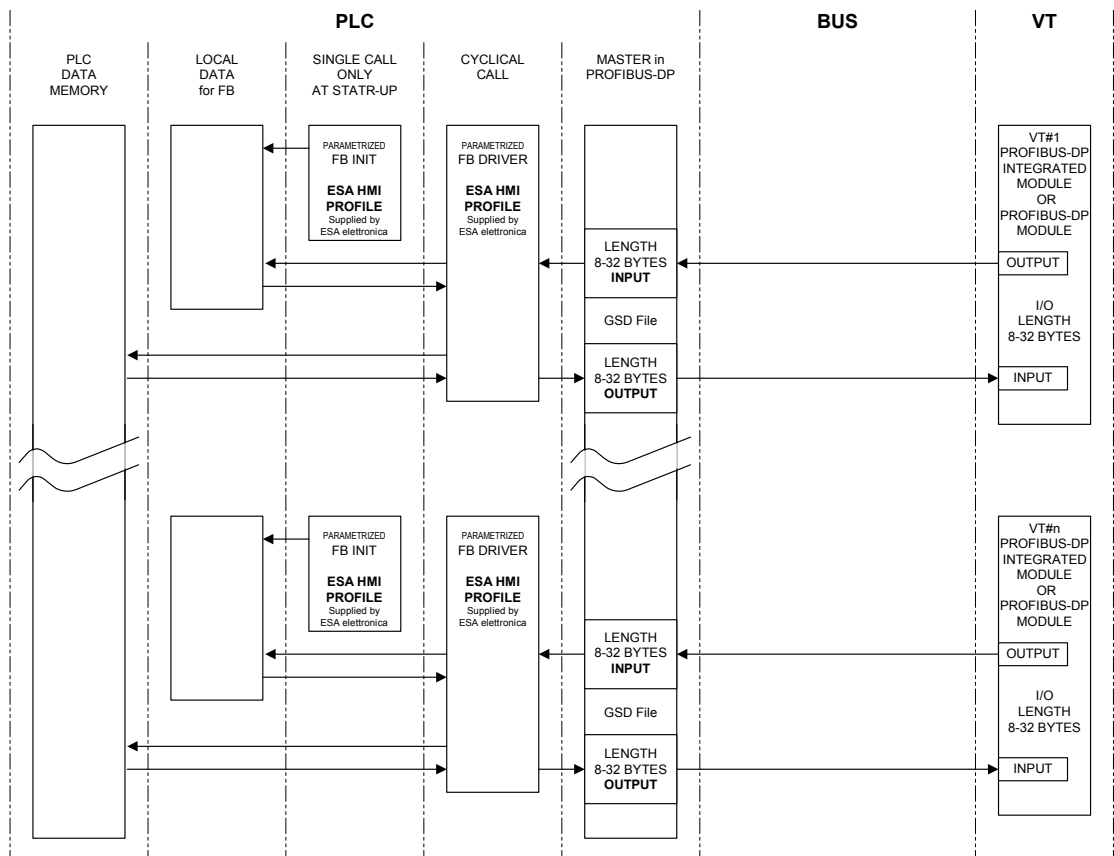 PLC
BUS
VT
PLC
DATA
MEMORY
LOCAL
DATA
for FB
SINGLE CALL
ONLY
AT STATR-UP
CYCLICAL
CALL
MASTER in
PROFIBUS-DP
PARAMETRIZED
FB INIT
ESA HMI
PROFILE
Supplied by
ESA elettronica
PARAMETRIZED
FB DRIVER
ESA HMI
PROFILE
Supplied by
ESA elettronica
LENGTH
8-32 BYTES
INPUT
GSD File
LENGTH
8-32 BYTES
OUTPUT
VT#1
PROFIBUS-DP
INTEGRATED
MODULE
OR
PROFIBUS-DP
MODULE
OUTPUT
I/O
LENGTH
8-32 BYTES
INPUT
PARAMETRIZED
FB INIT
ESA HMI
PROFILE
Supplied by
ESA elettronica
PARAMETRIZED
FB DRIVER
ESA HMI
PROFILE
Supplied by
ESA elettronica
LENGTH
8-32 BYTES
INPUT
GSD File
LENGTH
8-32 BYTES
OUTPUT
VT#n
PROFIBUS-DP
INTEGRATED
MODULE
OR
PROFIBUS-DP
MODULE
OUTPUT
I/O
LENGTH
8-32 BYTES
INPUT